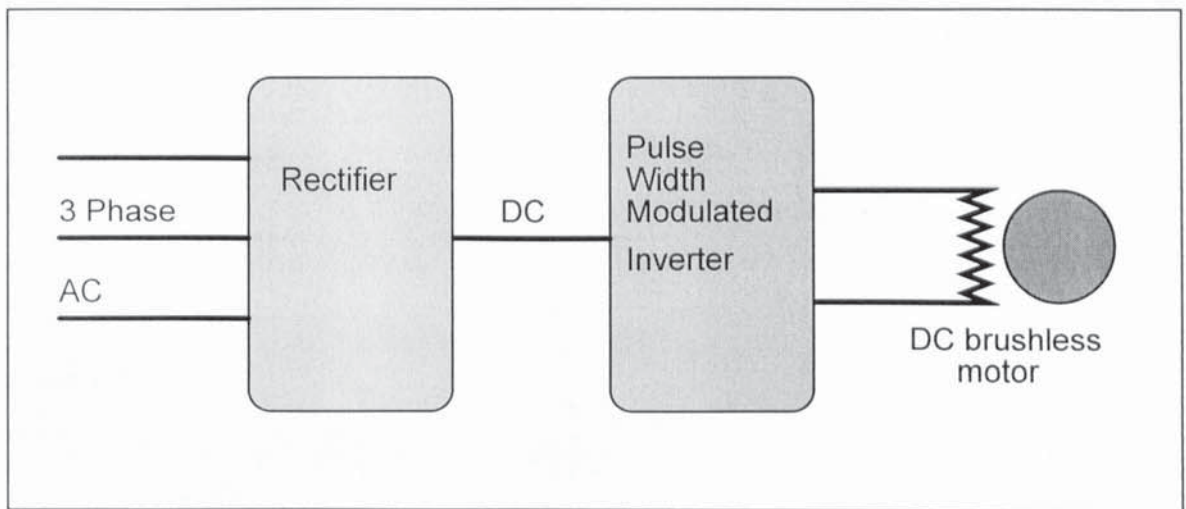 3 Phase
AC
Rectifier
DC
Pulse
Width
Modulated
Inverter
DC brushless
motor